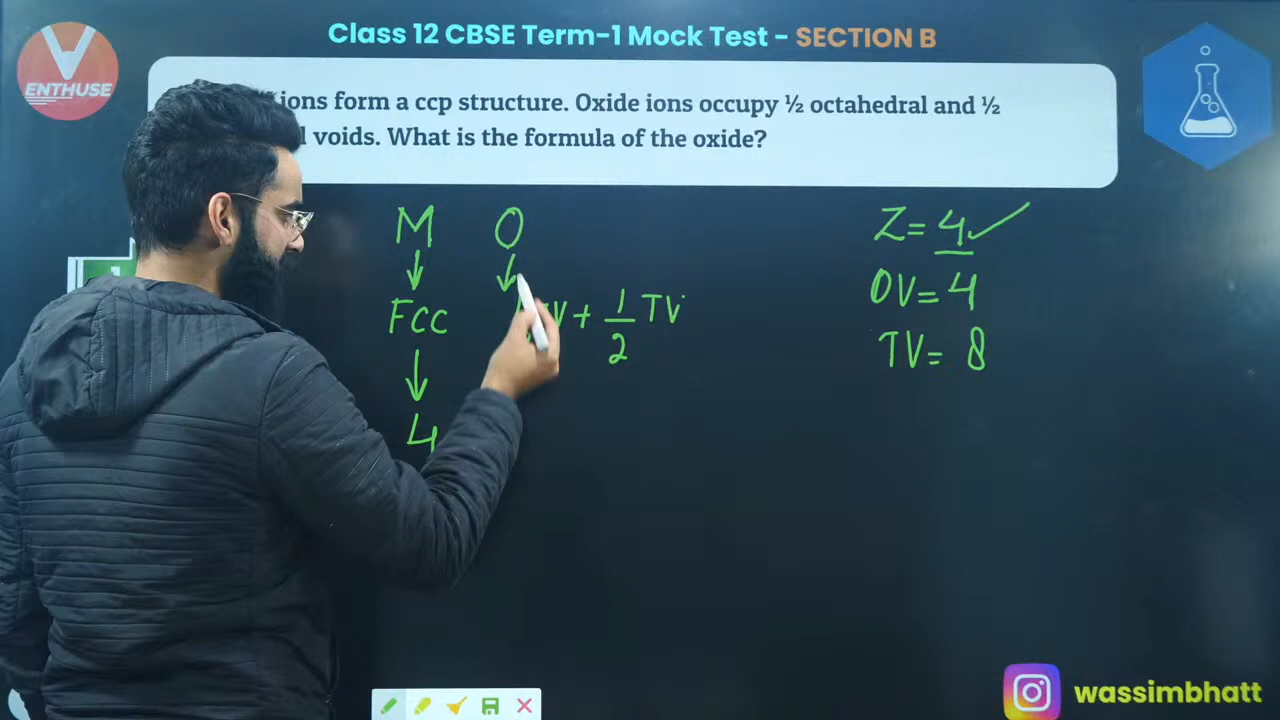 Class 12 CBSE Term-1 Mock Test - SECTION B
V
ENTHUSE
ions form a ccp structure. Oxide ions occupy ½ octahedral and ½
voids. What is the formula of the oxide?
M O
Z= 4 ✓
FCC + 1/2 TV
OV= 4
TV= 8
4
wassimbhatt